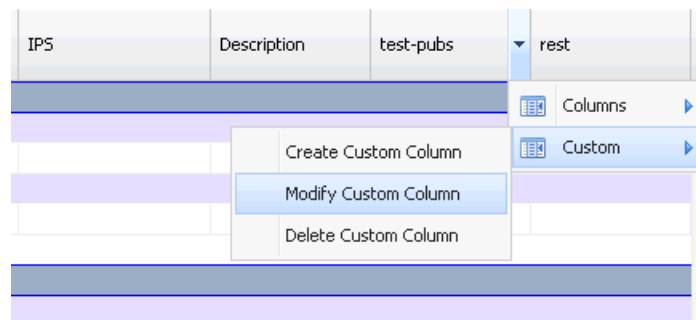 IPS Description test-pubs rest
Columns
Custom
Create Custom Column
Modify Custom Column
Delete Custom Column